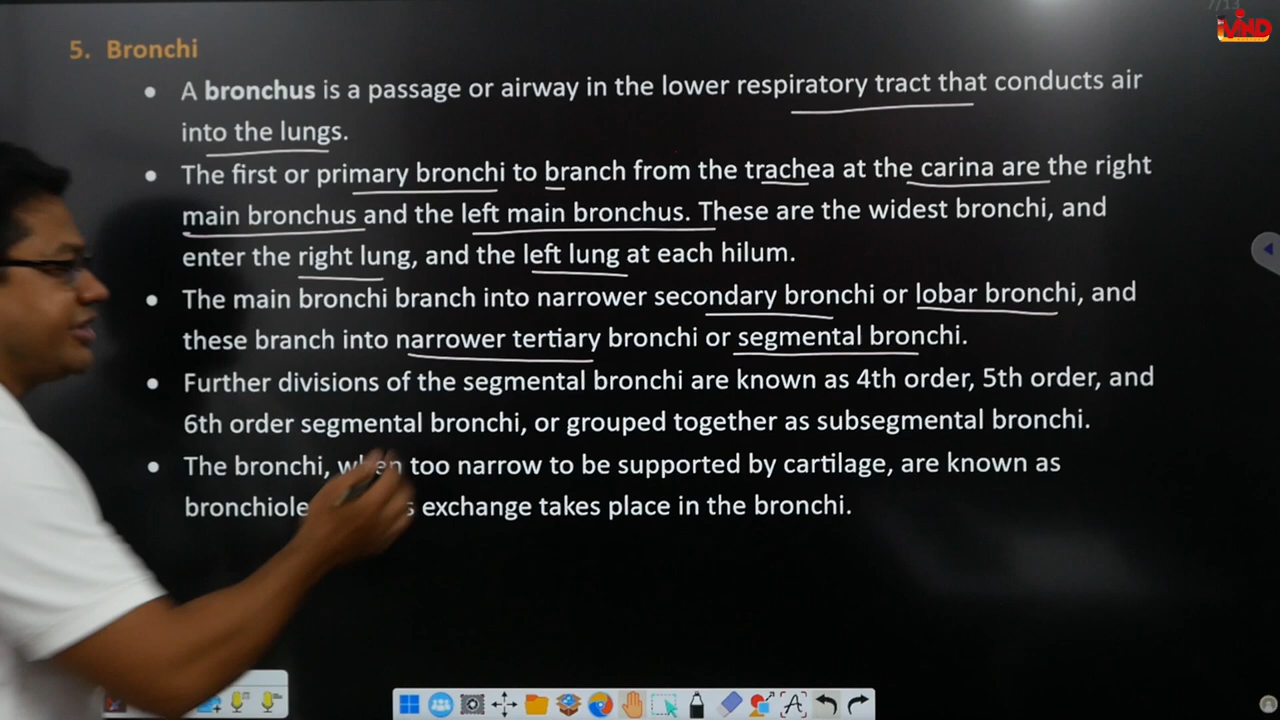 7/13
iMND
5. Bronchi
• A bronchus is a passage or airway in the lower respiratory tract that conducts air
into the lungs.
• The first or primary bronchi to branch from the trachea at the carina are the right
main bronchus and the left main bronchus. These are the widest bronchi, and
enter the right lung, and the left lung at each hilum.
• The main bronchi branch into narrower secondary bronchi or lobar bronchi, and
these branch into narrower tertiary bronchi or segmental bronchi.
• Further divisions of the segmental bronchi are known as 4th order, 5th order, and
6th order segmental bronchi, or grouped together as subsegmental bronchi.
• The bronchi, when too narrow to be supported by cartilage, are known as
exchange takes place in the bronchi.